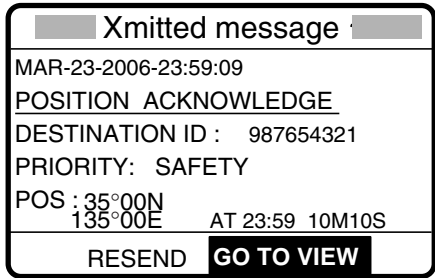 Xmitted message
MAR-23-2006-23:59:09
POSITION ACKNOWLEDGE
DESTINATION ID : 987654321
PRIORITY: SAFETY
POS : 35°00N
135°00E AT 23:59 10M10S
RESEND GO TO VIEW